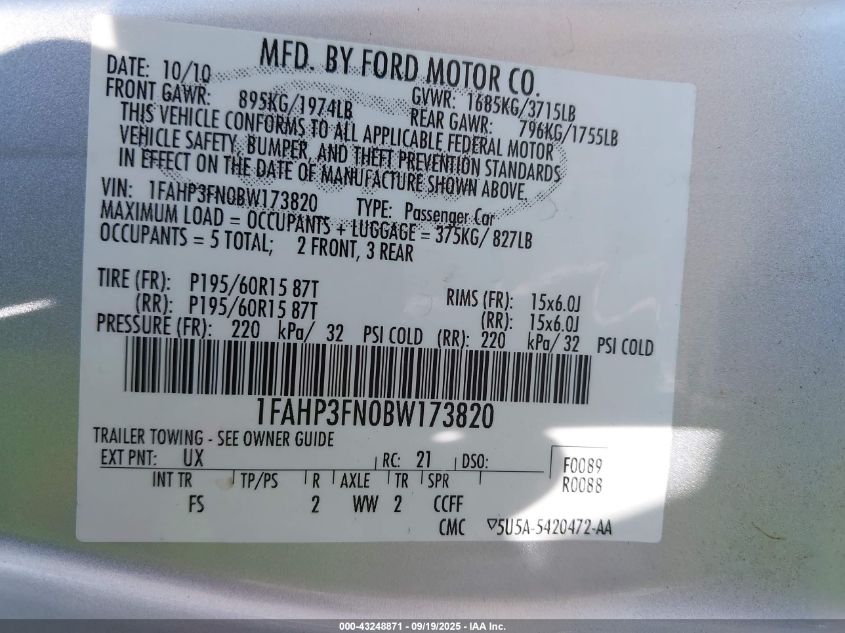 MFD. BY FORD MOTOR CO.
DATE: 10/10 GVWR: 1685KG/3715LB
FRONT GAWR: 895KG/1974LB REAR GAWR: 796KG/1755LB
THIS VEHICLE CONFORMS TO ALL APPLICABLE FEDERAL MOTOR
VEHICLE SAFETY, BUMPER, AND THEFT PREVENTION STANDARDS
IN EFFECT ON THE DATE OF MANUFACTURE SHOWN ABOVE.
VIN: 1FAHP3FN0BW173820 TYPE: Passenger Car
MAXIMUM LOAD = OCCUPANTS + LUGGAGE = 375KG/ 827LB
OCCUPANTS = 5 TOTAL; 2 FRONT, 3 REAR
TIRE (FR): P195/60R15 87T RIMS (FR): 15x6.0J
(RR): P195/60R15 87T (RR): 15x6.0J
PRESSURE (FR): 220 kPa/ 32 PSI COLD (RR): 220 kPa/ 32 PSI COLD
1FAHP3FN0BW173820
TRAILER TOWING - SEE OWNER GUIDE
EXT PNT: UX RC: 21 DSO: F0089
INT TR TP/PS R AXLE TR SPR R0088
FS 2 WW 2 CCFF
CMC ▽5U5A-5420472-AA
000-43248871 - 09/19/2025 - IAA Inc.